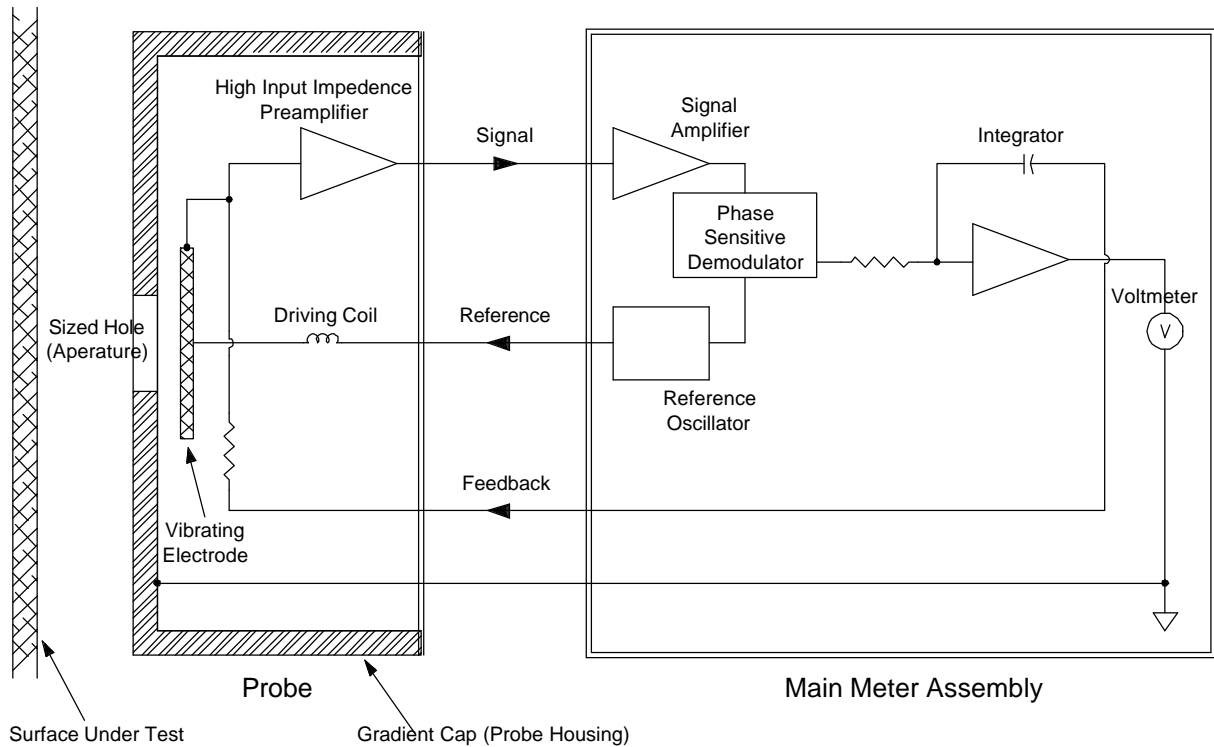 High Input Impedence
Preamplifier
Signal
Signal
Amplifier
Integrator
Phase
Sensitive
Demodulator
Sized Hole
(Aperature)
Driving Coil
Reference
Voltmeter
V
Reference
Oscillator
Feedback
Vibrating
Electrode
Probe
Main Meter Assembly
Surface Under Test
Gradient Cap (Probe Housing)